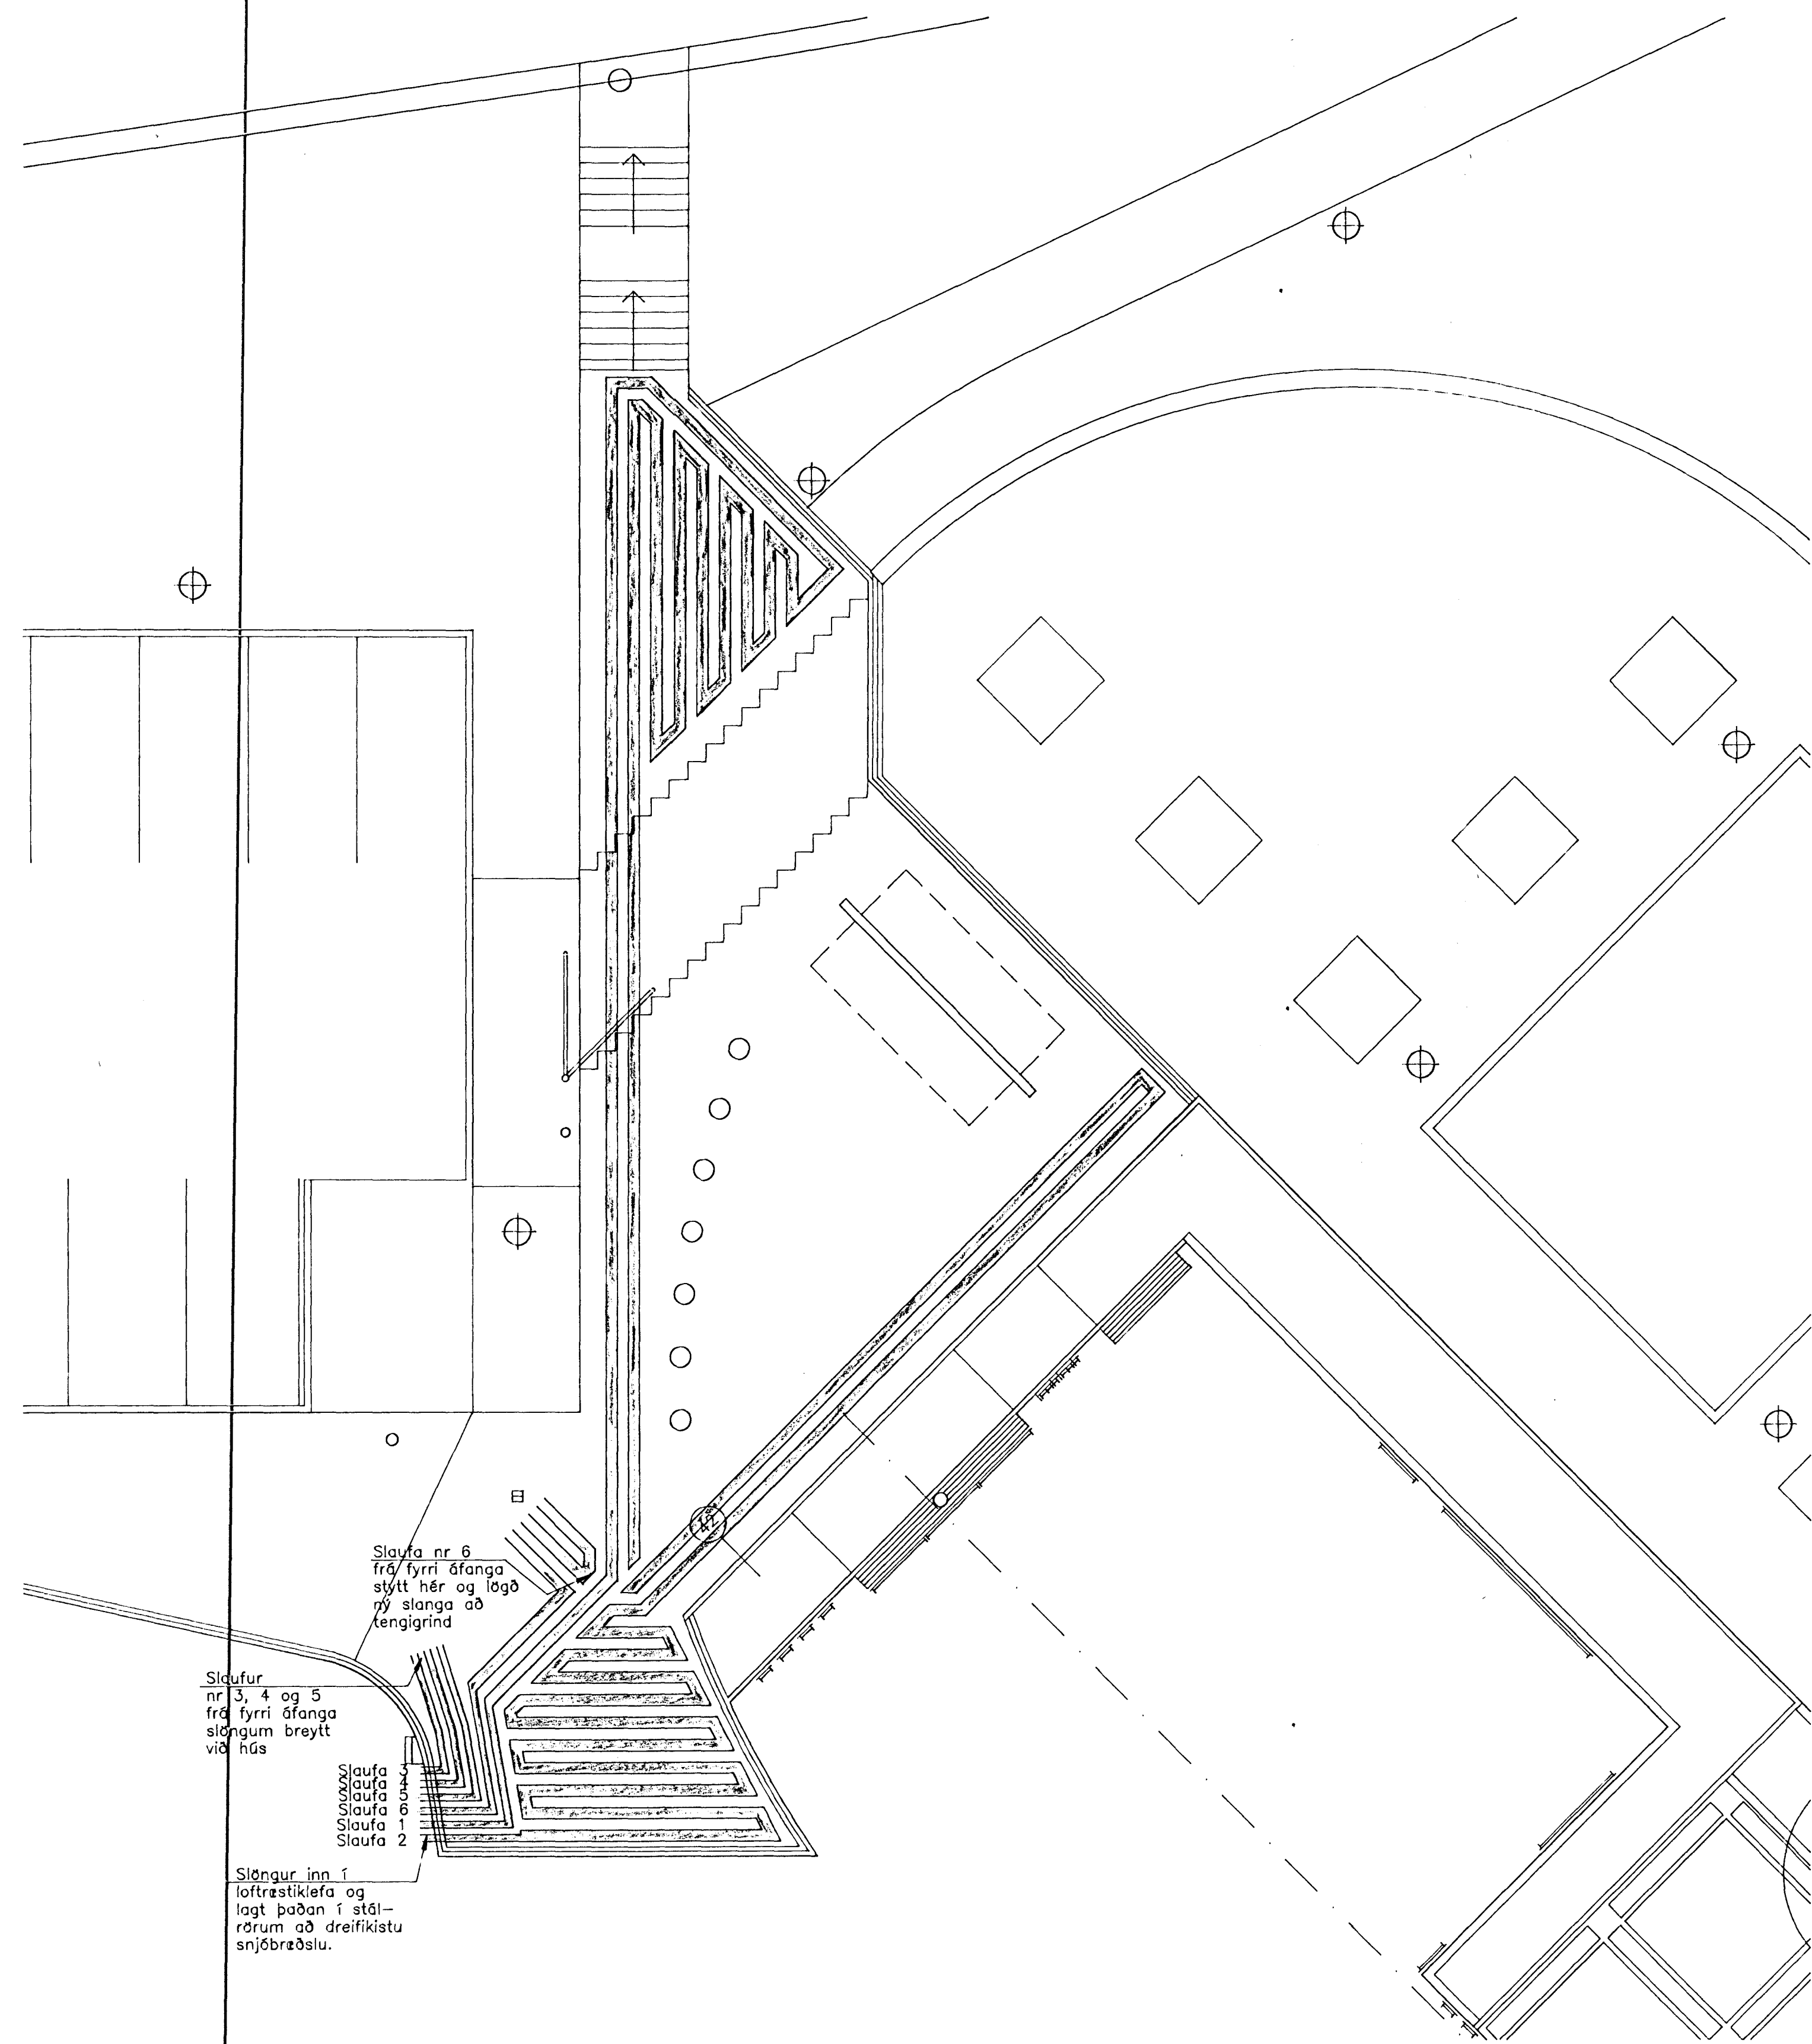 42
Slaufa nr 6
frá fyrri áfanga
stytt hér og lögð
ný slanga að
tengigrind
Slaufur
nr 3, 4 og 5
frá fyrri áfanga
slöngum breytt
við hús
Slaufa 3
Slaufa 4
Slaufa 5
Slaufa 6
Slaufa 1
Slaufa 2
Slöngur inn í
loftræstiklefa og
lagt þaðan í stál–
rörum að dreifikistu
snjóbræðslu.